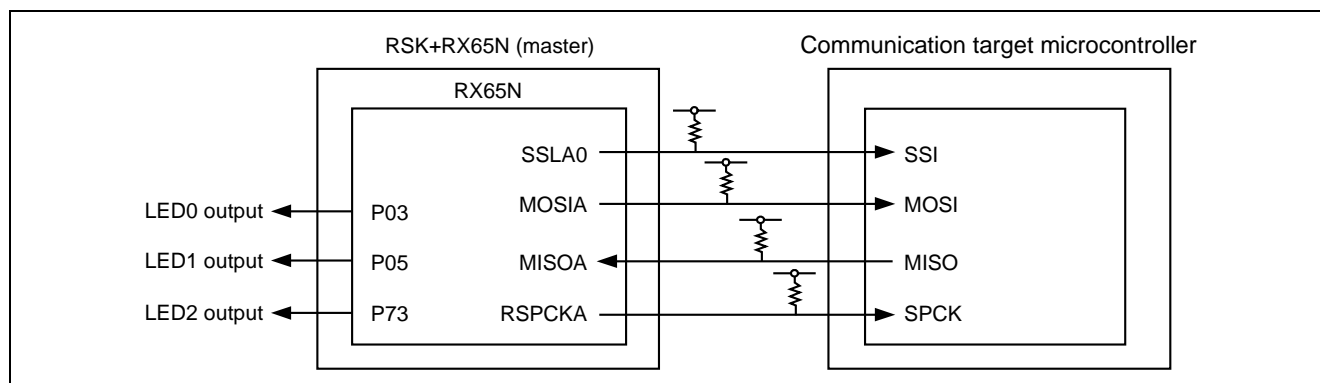 RSK+RX65N (master)
Communication target microcontroller
RX65N
SSLA0
SSI
LED0 output
P03
MOSIA
MOSI
LED1 output
P05
MISOA
MISO
LED2 output
P73
RSPCKA
SPCK